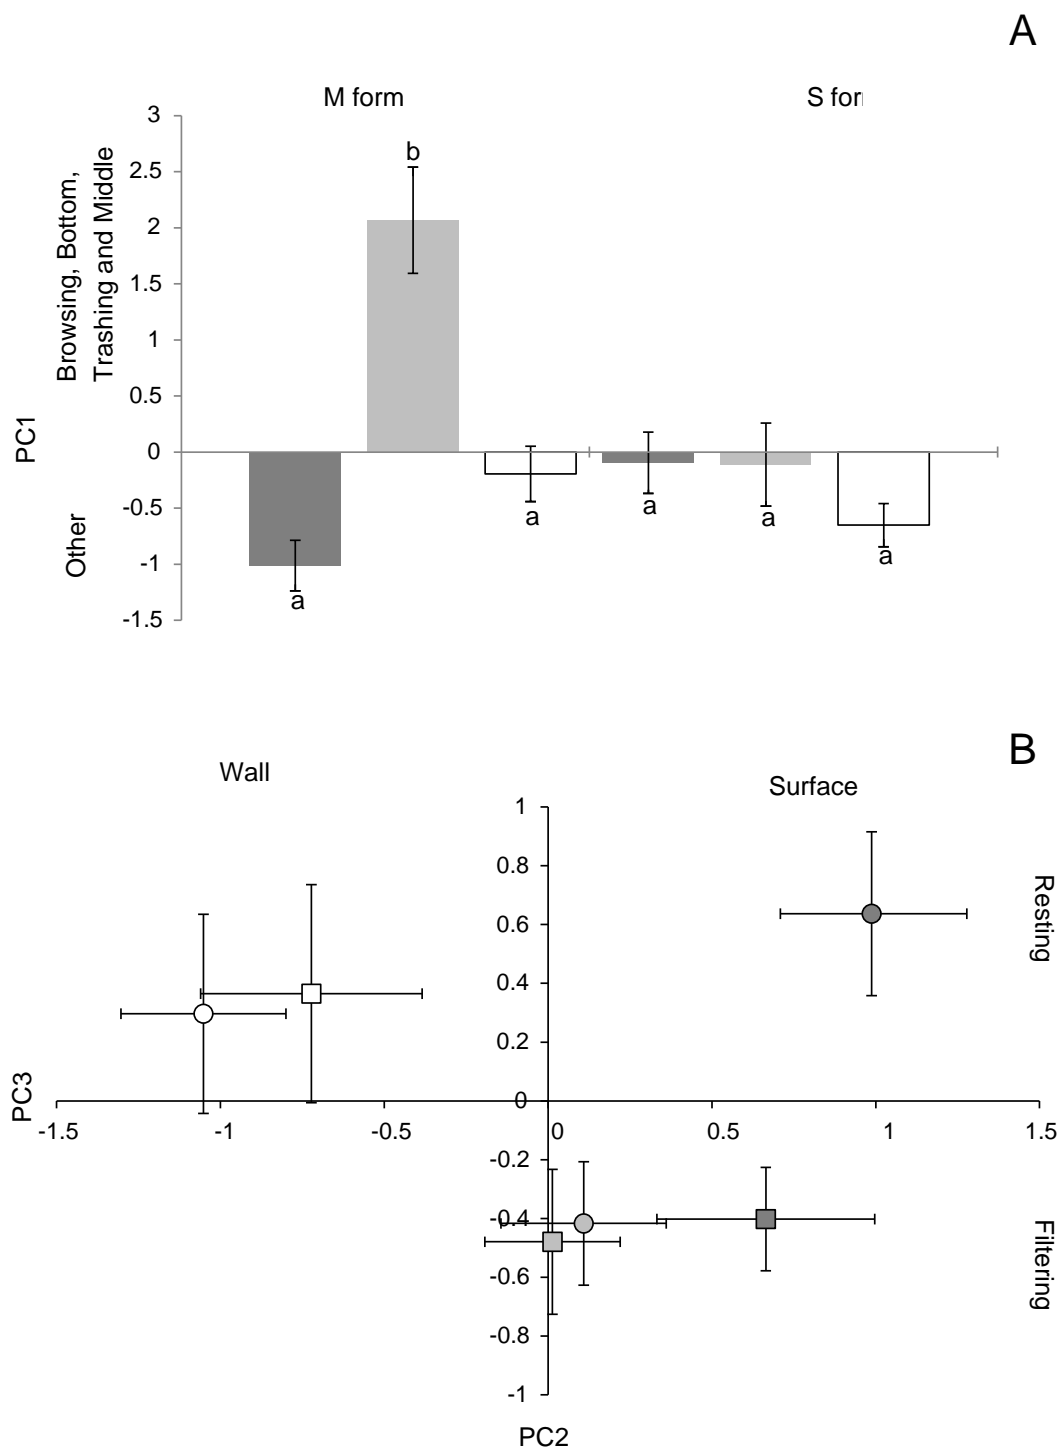 A
M form
S for
3
2.5
2
1.5
1
0.5
0
-0.5
-1
-1.5
b
a
a
a
a
a
PC1
Browsing, Bottom,
Trashing and Middle
Other
B
Wall
Surface
1
0.8
0.6
0.4
0.2
0
-0.2
-0.4
-0.6
-0.8
-1
-1.5
-1
-0.5
0
0.5
1
1.5
Resting
Filtering
PC3
PC2